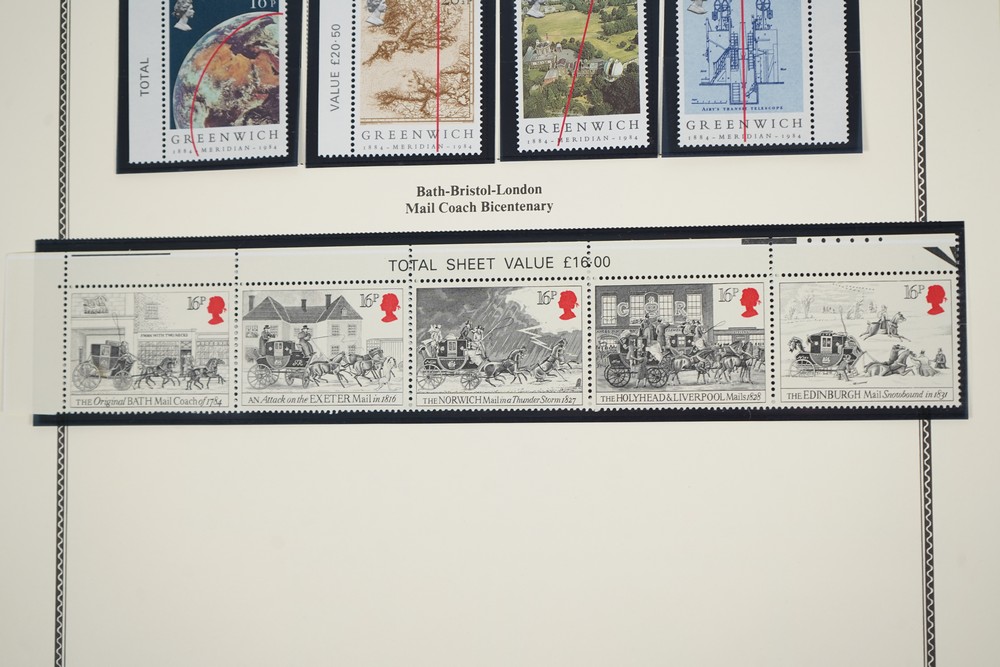 TOTAL
16P
GREENWICH
1884 - MERIDIAN - 1984
VALUE £20·50
GREENWICH
1884 - MERIDIAN - 1984
GREENWICH
1884 - MERIDIAN - 1984
AIRY'S TRANSIT TELESCOPE
GREENWICH
1884 - MERIDIAN - 1984
Bath-Bristol-London
Mail Coach Bicentenary
TOTAL SHEET VALUE £16·00
16P
THE Original BATH Mail Coach of 1784
16P
AN Attack on the EXETER Mail in 1816
16P
THE NORWICH Mail in a Thunder Storm 1827
16P
THE HOLYHEAD & LIVERPOOL Mails 1828
16P
THE EDINBURGH Mail Snowbound in 1831